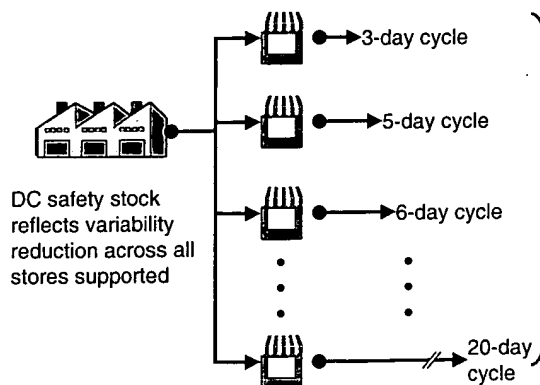 3-day cycle
5-day cycle
DC safety stock
reflects variability
reduction across all
stores supported
6-day cycle
20-day
cycle